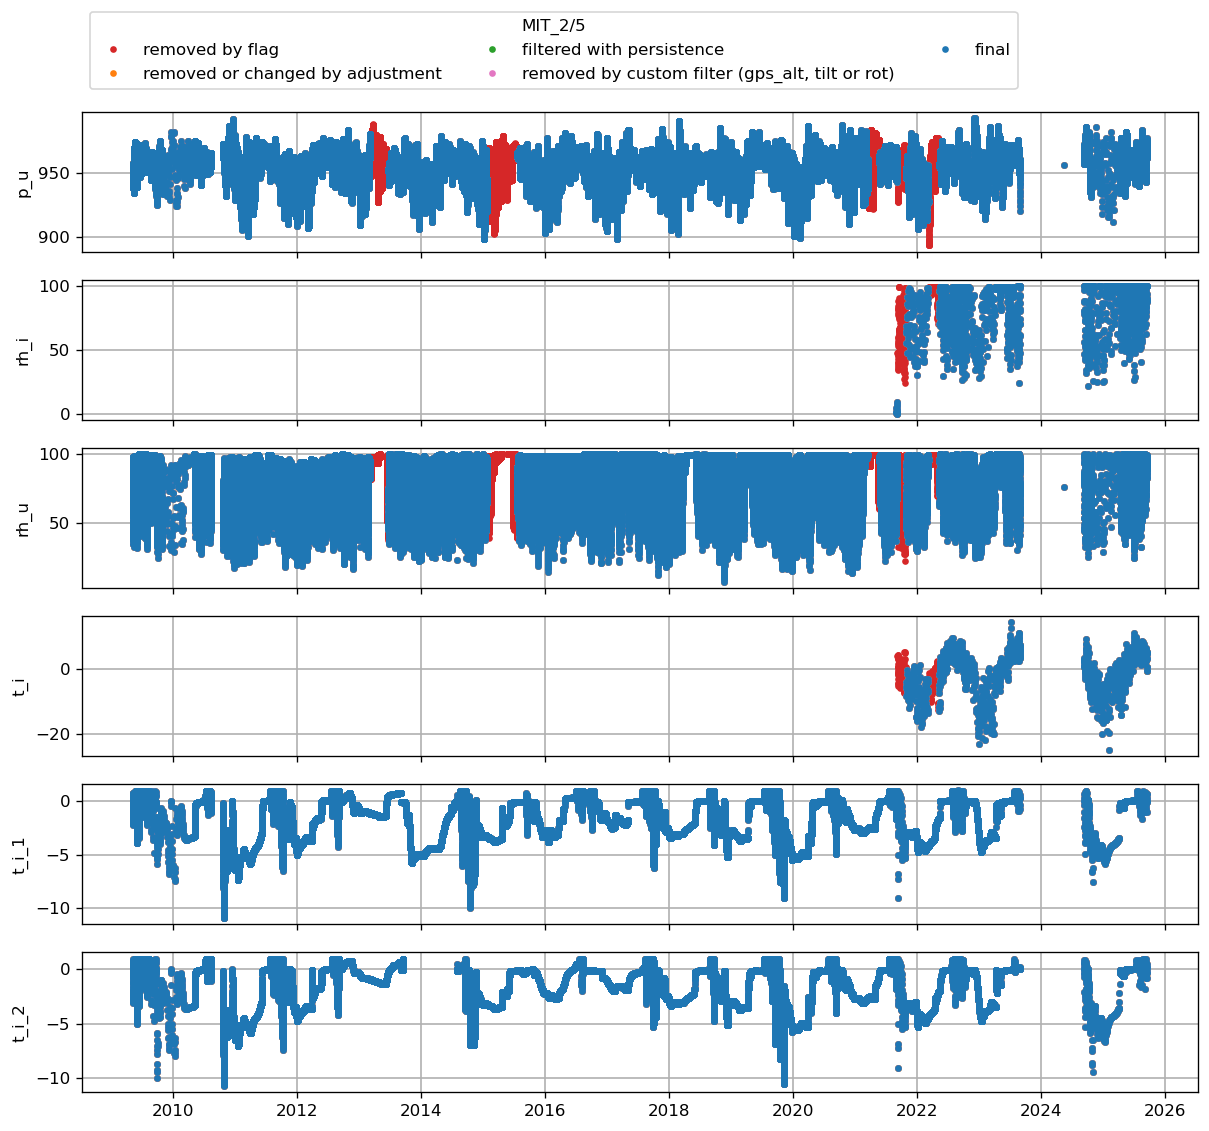 MIT_2/5
removed by flag
filtered with persistence
final
removed or changed by adjustment
removed by custom filter (gps_alt, tilt or rot)
950
900
p_u
100
50
0
rh_i
100
50
rh_u
0
−20
t_i
0
−5
−10
t_i_1
0
−5
−10
t_i_2
2010
2012
2014
2016
2018
2020
2022
2024
2026